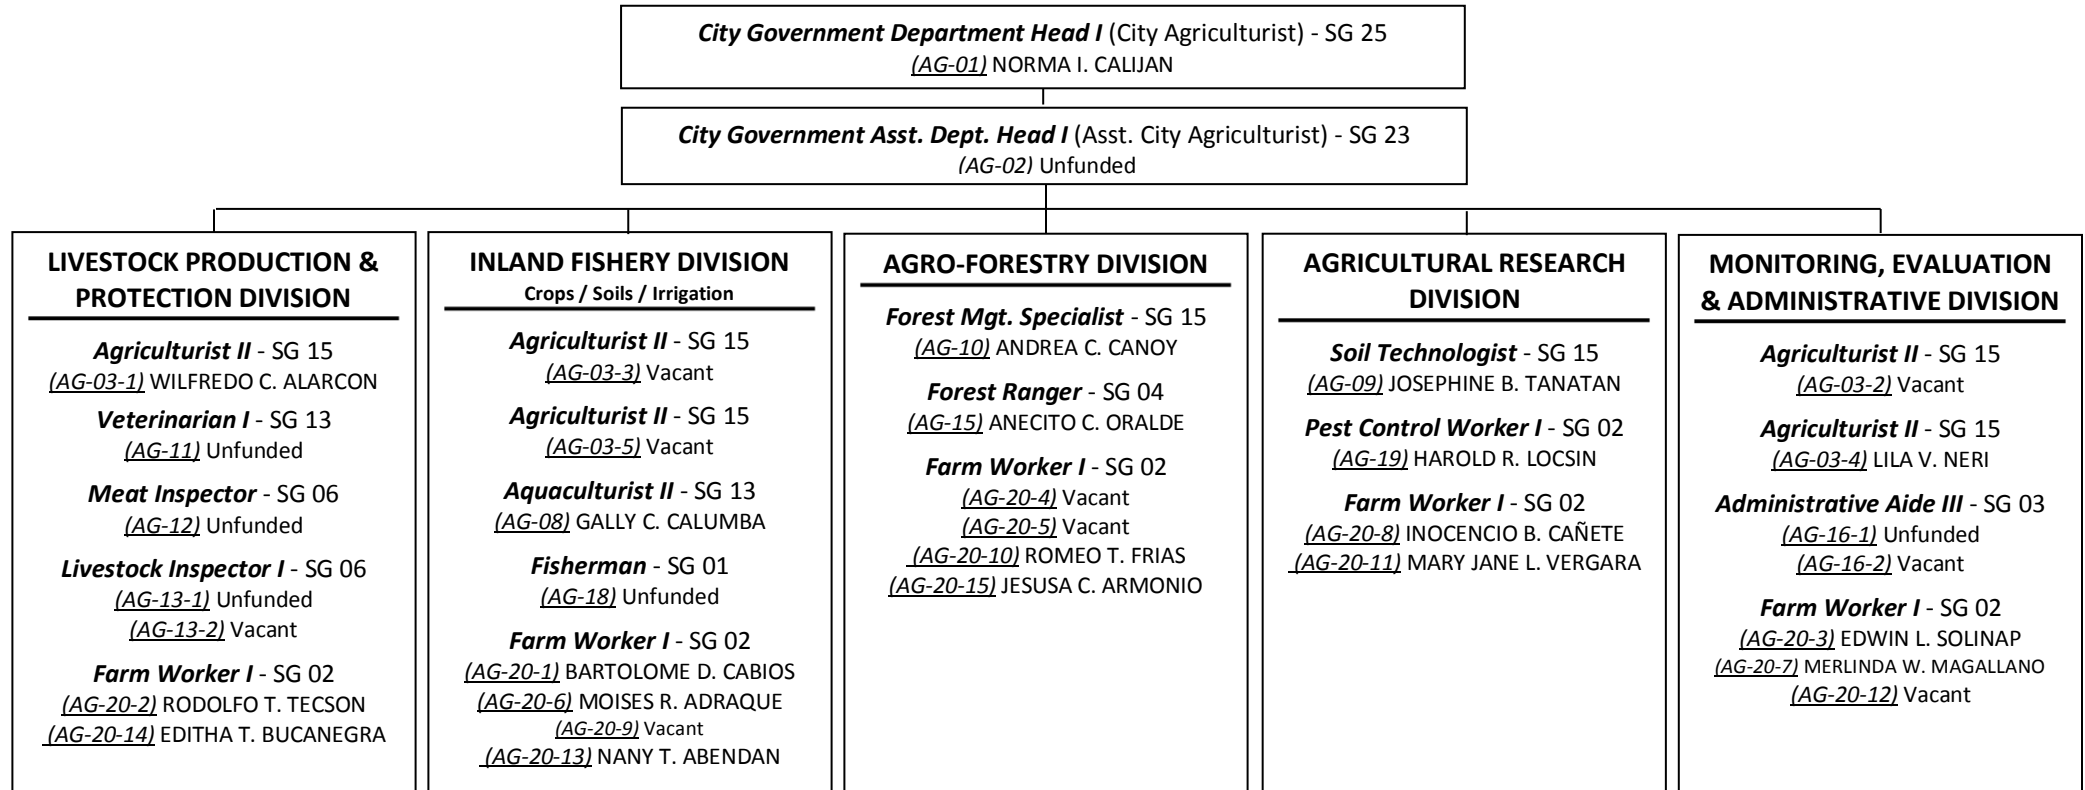 City Government Department Head I (City Agriculturist) - SG 25
(AG-01) NORMA I. CALIJAN
City Government Asst. Dept. Head I (Asst. City Agriculturist) - SG 23
(AG-02) Unfunded
LIVESTOCK PRODUCTION &
PROTECTION DIVISION
Agriculturist II - SG 15
(AG-03-1) WILFREDO C. ALARCON
Veterinarian I - SG 13
(AG-11) Unfunded
Meat Inspector - SG 06
(AG-12) Unfunded
Livestock Inspector I - SG 06
(AG-13-1) Unfunded
(AG-13-2) Vacant
Farm Worker I - SG 02
(AG-20-2) RODOLFO T. TECSON
(AG-20-14) EDITHA T. BUCANEGRA
INLAND FISHERY DIVISION
Crops / Soils / Irrigation
Agriculturist II - SG 15
(AG-03-3) Vacant
Agriculturist II - SG 15
(AG-03-5) Vacant
Aquaculturist II - SG 13
(AG-08) GALLY C. CALUMBA
Fisherman - SG 01
(AG-18) Unfunded
Farm Worker I - SG 02
(AG-20-1) BARTOLOME D. CABIOS
(AG-20-6) MOISES R. ADRAQUE
(AG-20-9) Vacant
(AG-20-13) NANY T. ABENDAN
AGRO-FORESTRY DIVISION
Forest Mgt. Specialist - SG 15
(AG-10) ANDREA C. CANOY
Forest Ranger - SG 04
(AG-15) ANECITO C. ORALDE
Farm Worker I - SG 02
(AG-20-4) Vacant
(AG-20-5) Vacant
(AG-20-10) ROMEO T. FRIAS
(AG-20-15) JESUSA C. ARMONIO
AGRICULTURAL RESEARCH
DIVISION
Soil Technologist - SG 15
(AG-09) JOSEPHINE B. TANATAN
Pest Control Worker I - SG 02
(AG-19) HAROLD R. LOCSIN
Farm Worker I - SG 02
(AG-20-8) INOCENCIO B. CAÑETE
(AG-20-11) MARY JANE L. VERGARA
MONITORING, EVALUATION
& ADMINISTRATIVE DIVISION
Agriculturist II - SG 15
(AG-03-2) Vacant
Agriculturist II - SG 15
(AG-03-4) LILA V. NERI
Administrative Aide III - SG 03
(AG-16-1) Unfunded
(AG-16-2) Vacant
Farm Worker I - SG 02
(AG-20-3) EDWIN L. SOLINAP
(AG-20-7) MERLINDA W. MAGALLANO
(AG-20-12) Vacant